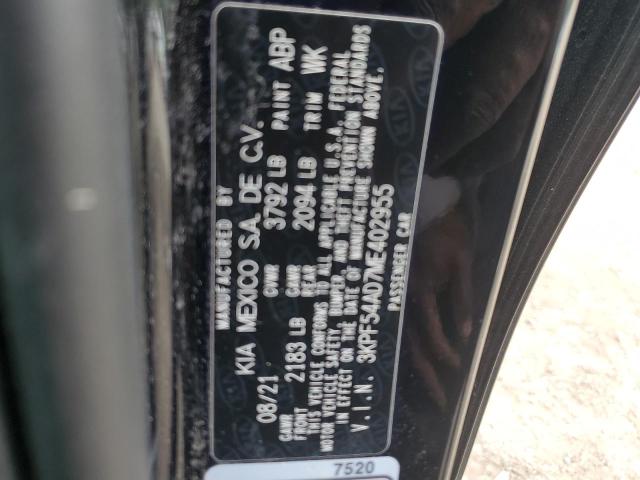 MANUFACTURED BY
KIA MEXICO S.A. DE C.V.
08/21 GVWR 3792 LB PAINT ABP
GAWR FRONT 2183 LB GAWR REAR 2094 LB TRIM WK
THIS VEHICLE CONFORMS TO ALL APPLICABLE U.S.A. FEDERAL
MOTOR VEHICLE SAFETY, BUMPER, AND THEFT PREVENTION STANDARDS
IN EFFECT ON THE DATE OF MANUFACTURE SHOWN ABOVE.
V.I.N. 3KPF54AD7ME402955
PASSENGER CAR
7520